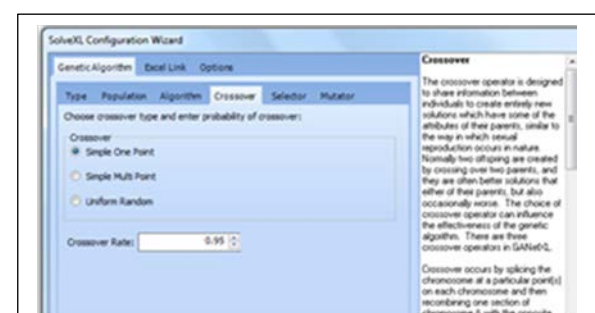 SolveXL Configuration Wizard
Genetic Algorithm Excel Link Options
Type Population Algorithm Crossover Selector Mutator
Choose crossover type and enter probability of crossover:
Crossover
Simple One Point
Simple Multi Point
Uniform Random
Crossover Rate: 0.95
Crossover
The crossover operator is designed
to share information between
individuals to create entirely new
solutions which have some of the
attributes of their parents, similar to
the way in which sexual
reproduction occurs in nature.
Normally two offspring are created
by crossing over two parents, and
they are often better solutions that
either of their parents, but also
occasionally worse. The choice of
crossover operator can influence
the effectiveness of the genetic
algorithm. There are three
crossover operators in GANetXL.
Crossover occurs by splicing the
chromosome at a particular point(s)
on each chromosome and then
recombining one section of
chromosome A with the opposite